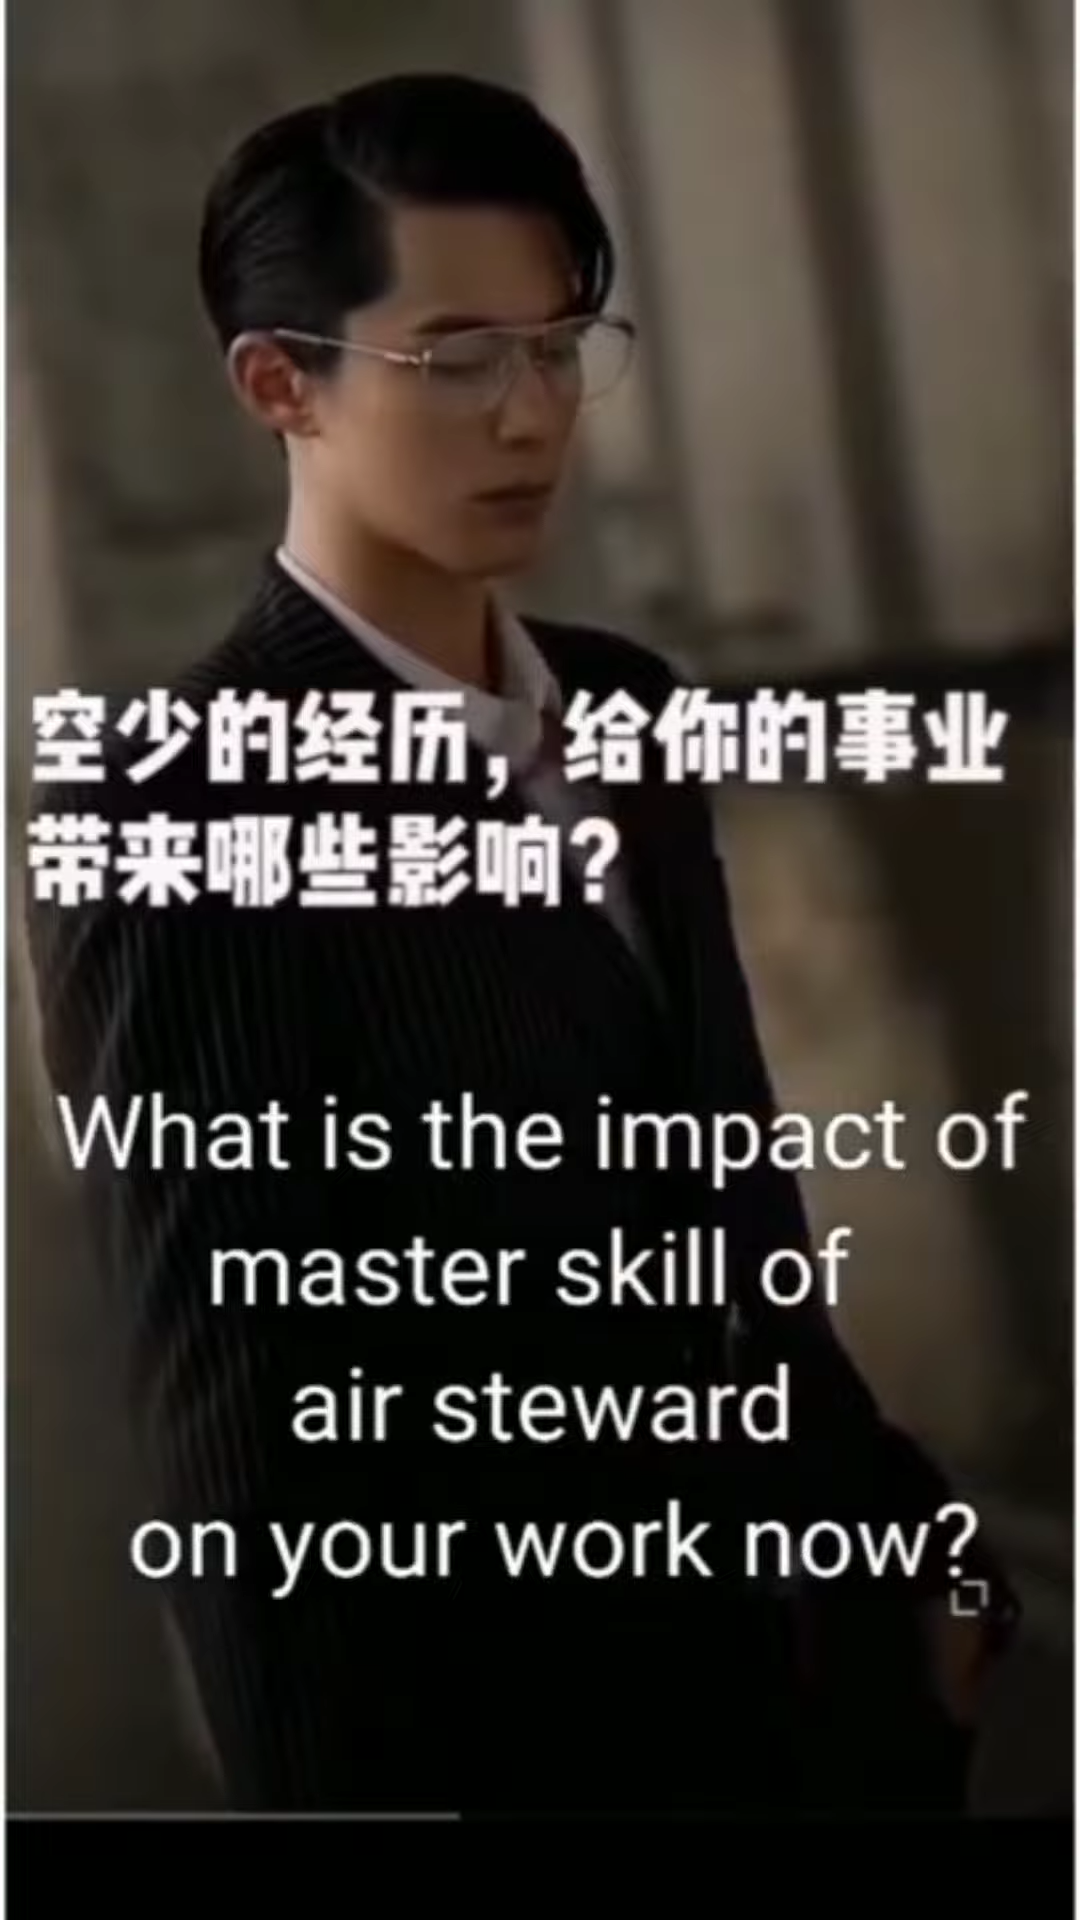 空少的经历，给你的事业
带来哪些影响？
What is the impact of
master skill of
air steward
on your work now?